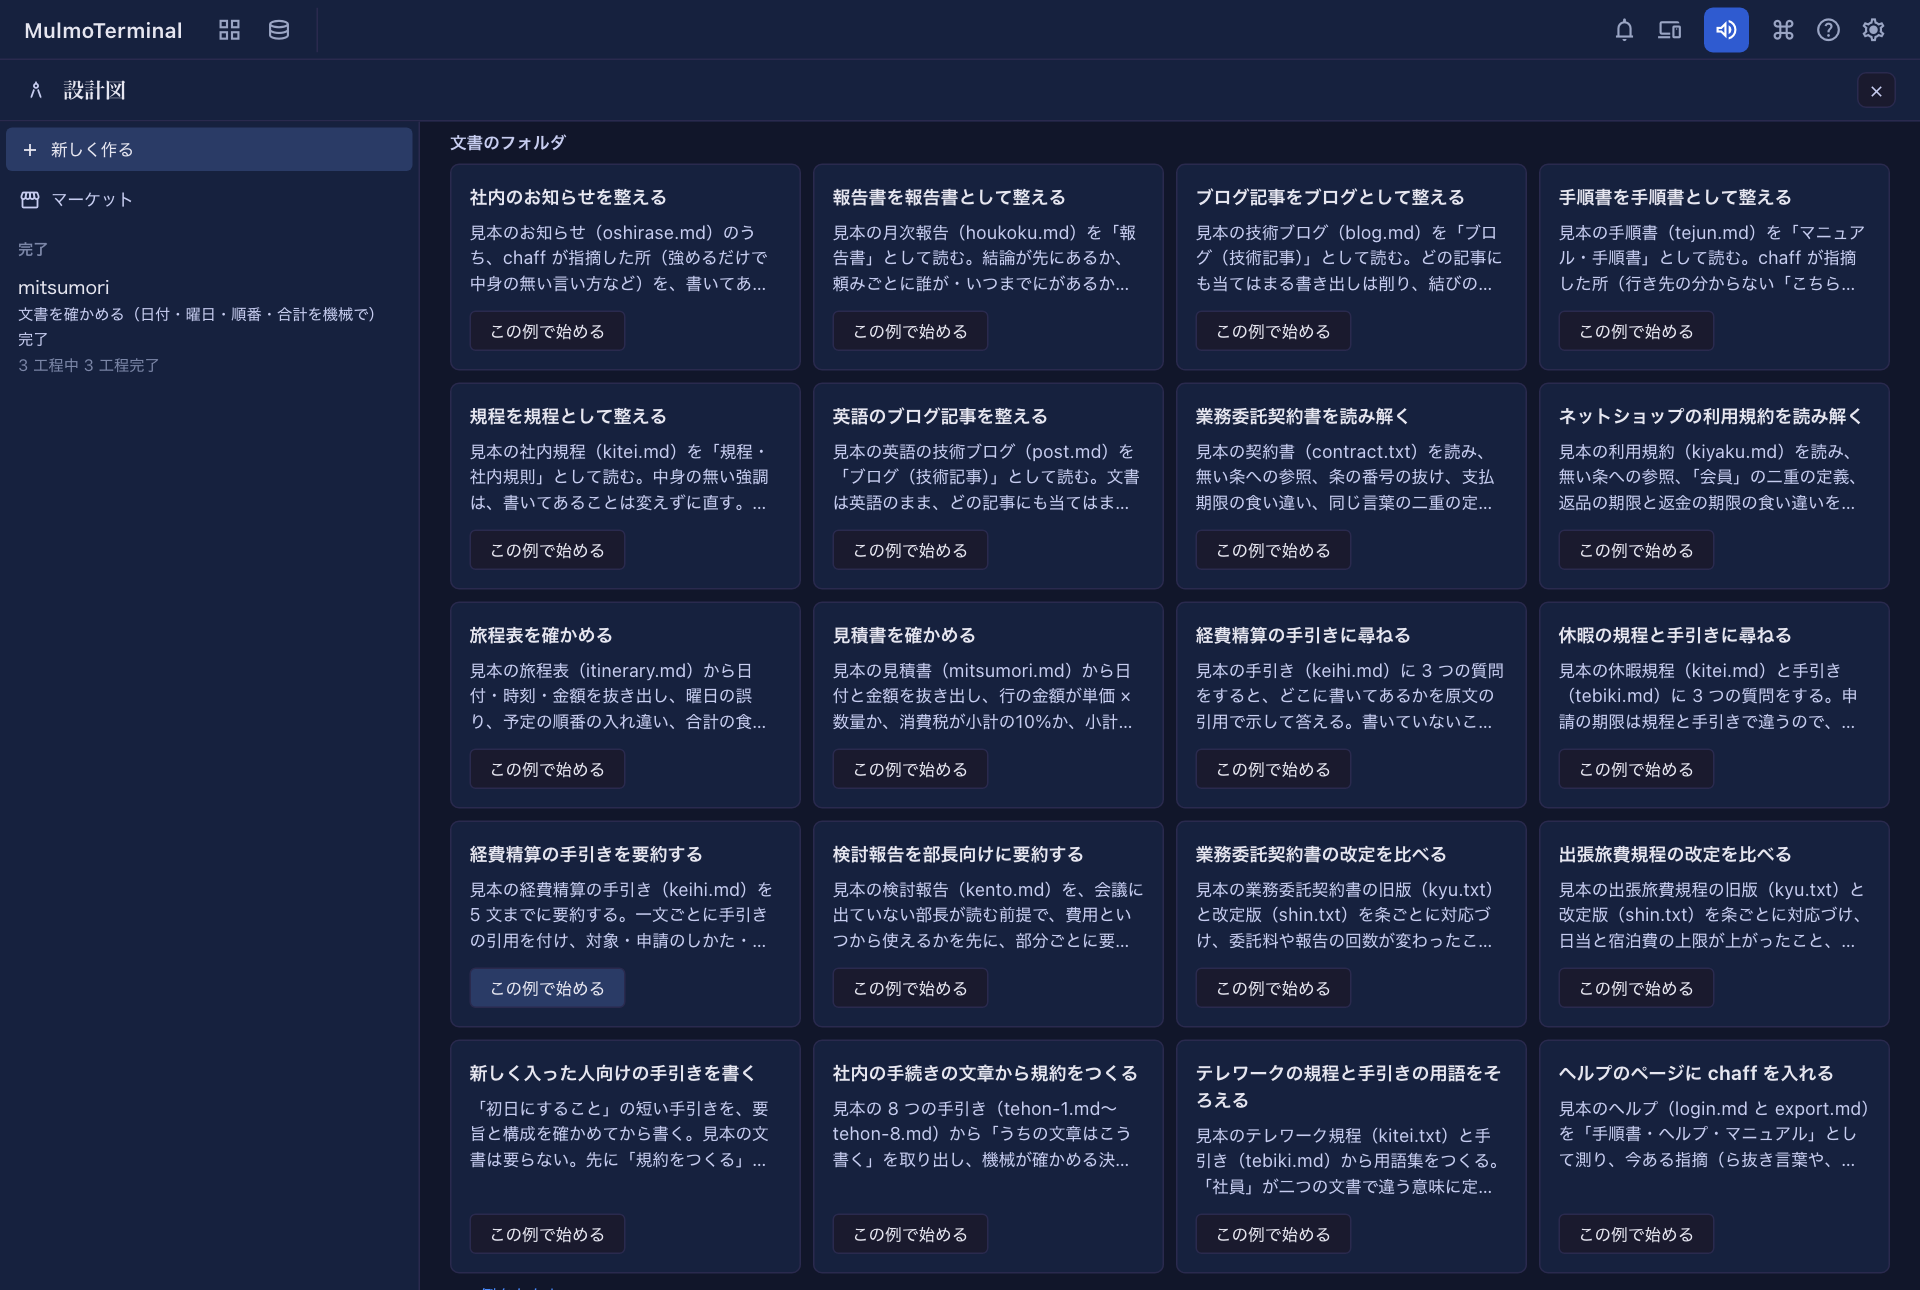 MulmoTerminal
設計図
新しく作る
マーケット
完了
mitsumori
文書を確かめる（日付・曜日・順番・合計を機械で）
完了
3 工程中 3 工程完了
文書のフォルダ
社内のお知らせを整える
見本のお知らせ（oshirase.md）のう
ち、chaff が指摘した所（強めるだけで
中身の無い言い方など）を、書いてあ…
この例で始める
報告書を報告書として整える
見本の月次報告（houkoku.md）を「報
告書」として読む。結論が先にあるか、
頼みごとに誰が・いつまでにがあるか…
この例で始める
ブログ記事をブログとして整える
見本の技術ブログ（blog.md）を「ブロ
グ（技術記事）」として読む。どの記事に
も当てはまる書き出しは削り、結びの…
この例で始める
手順書を手順書として整える
見本の手順書（tejun.md）を「マニュア
ル・手順書」として読む。chaff が指摘
した所（行き先の分からない「こちら…
この例で始める
規程を規程として整える
見本の社内規程（kitei.md）を「規程・
社内規則」として読む。中身の無い強調
は、書いてあることは変えずに直す。…
この例で始める
英語のブログ記事を整える
見本の英語の技術ブログ（post.md）を
「ブログ（技術記事）」として読む。文書
は英語のまま、どの記事にも当てはま…
この例で始める
業務委託契約書を読み解く
見本の契約書（contract.txt）を読み、
無い条への参照、条の番号の抜け、支払
期限の食い違い、同じ言葉の二重の定…
この例で始める
ネットショップの利用規約を読み解く
見本の利用規約（kiyaku.md）を読み、
無い条への参照、「会員」の二重の定義、
返品の期限と返金の期限の食い違いを…
この例で始める
旅程表を確かめる
見本の旅程表（itinerary.md）から日
付・時刻・金額を抜き出し、曜日の誤
り、予定の順番の入れ違い、合計の食…
この例で始める
見積書を確かめる
見本の見積書（mitsumori.md）から日
付と金額を抜き出し、行の金額が単価 ×
数量か、消費税が小計の10%か、小計…
この例で始める
経費精算の手引きに尋ねる
見本の手引き（keihi.md）に 3 つの質問
をすると、どこに書いてあるかを原文の
引用で示して答える。書いていないこ…
この例で始める
休暇の規程と手引きに尋ねる
見本の休暇規程（kitei.md）と手引き
（tebiki.md）に 3 つの質問をする。申
請の期限は規程と手引きで違うので、…
この例で始める
経費精算の手引きを要約する
見本の経費精算の手引き（keihi.md）を
5 文までに要約する。一文ごとに手引き
の引用を付け、対象・申請のしかた・…
この例で始める
検討報告を部長向けに要約する
見本の検討報告（kento.md）を、会議に
出ていない部長が読む前提で、費用とい
つから使えるかを先に、部分ごとに要…
この例で始める
業務委託契約書の改定を比べる
見本の業務委託契約書の旧版（kyu.txt）
と改定版（shin.txt）を条ごとに対応づ
け、委託料や報告の回数が変わったこ…
この例で始める
出張旅費規程の改定を比べる
見本の出張旅費規程の旧版（kyu.txt）と
改定版（shin.txt）を条ごとに対応づけ、
日当と宿泊費の上限が上がったこと、…
この例で始める
新しく入った人向けの手引きを書く
「初日にすること」の短い手引きを、要
旨と構成を確かめてから書く。見本の文
書は要らない。先に「規約をつくる」…
この例で始める
社内の手続きの文章から規約をつくる
見本の 8 つの手引き（tehon-1.md〜
tehon-8.md）から「うちの文章はこう
書く」を取り出し、機械が確かめる決…
この例で始める
テレワークの規程と手引きの用語をそ
ろえる
見本のテレワーク規程（kitei.txt）と手
引き（tebiki.md）から用語集をつくる。
「社員」が二つの文書で違う意味に定…
この例で始める
ヘルプのページに chaff を入れる
見本のヘルプ（login.md と export.md）
を「手順書・ヘルプ・マニュアル」とし
て測り、今ある指摘（ら抜き言葉や、…
この例で始める